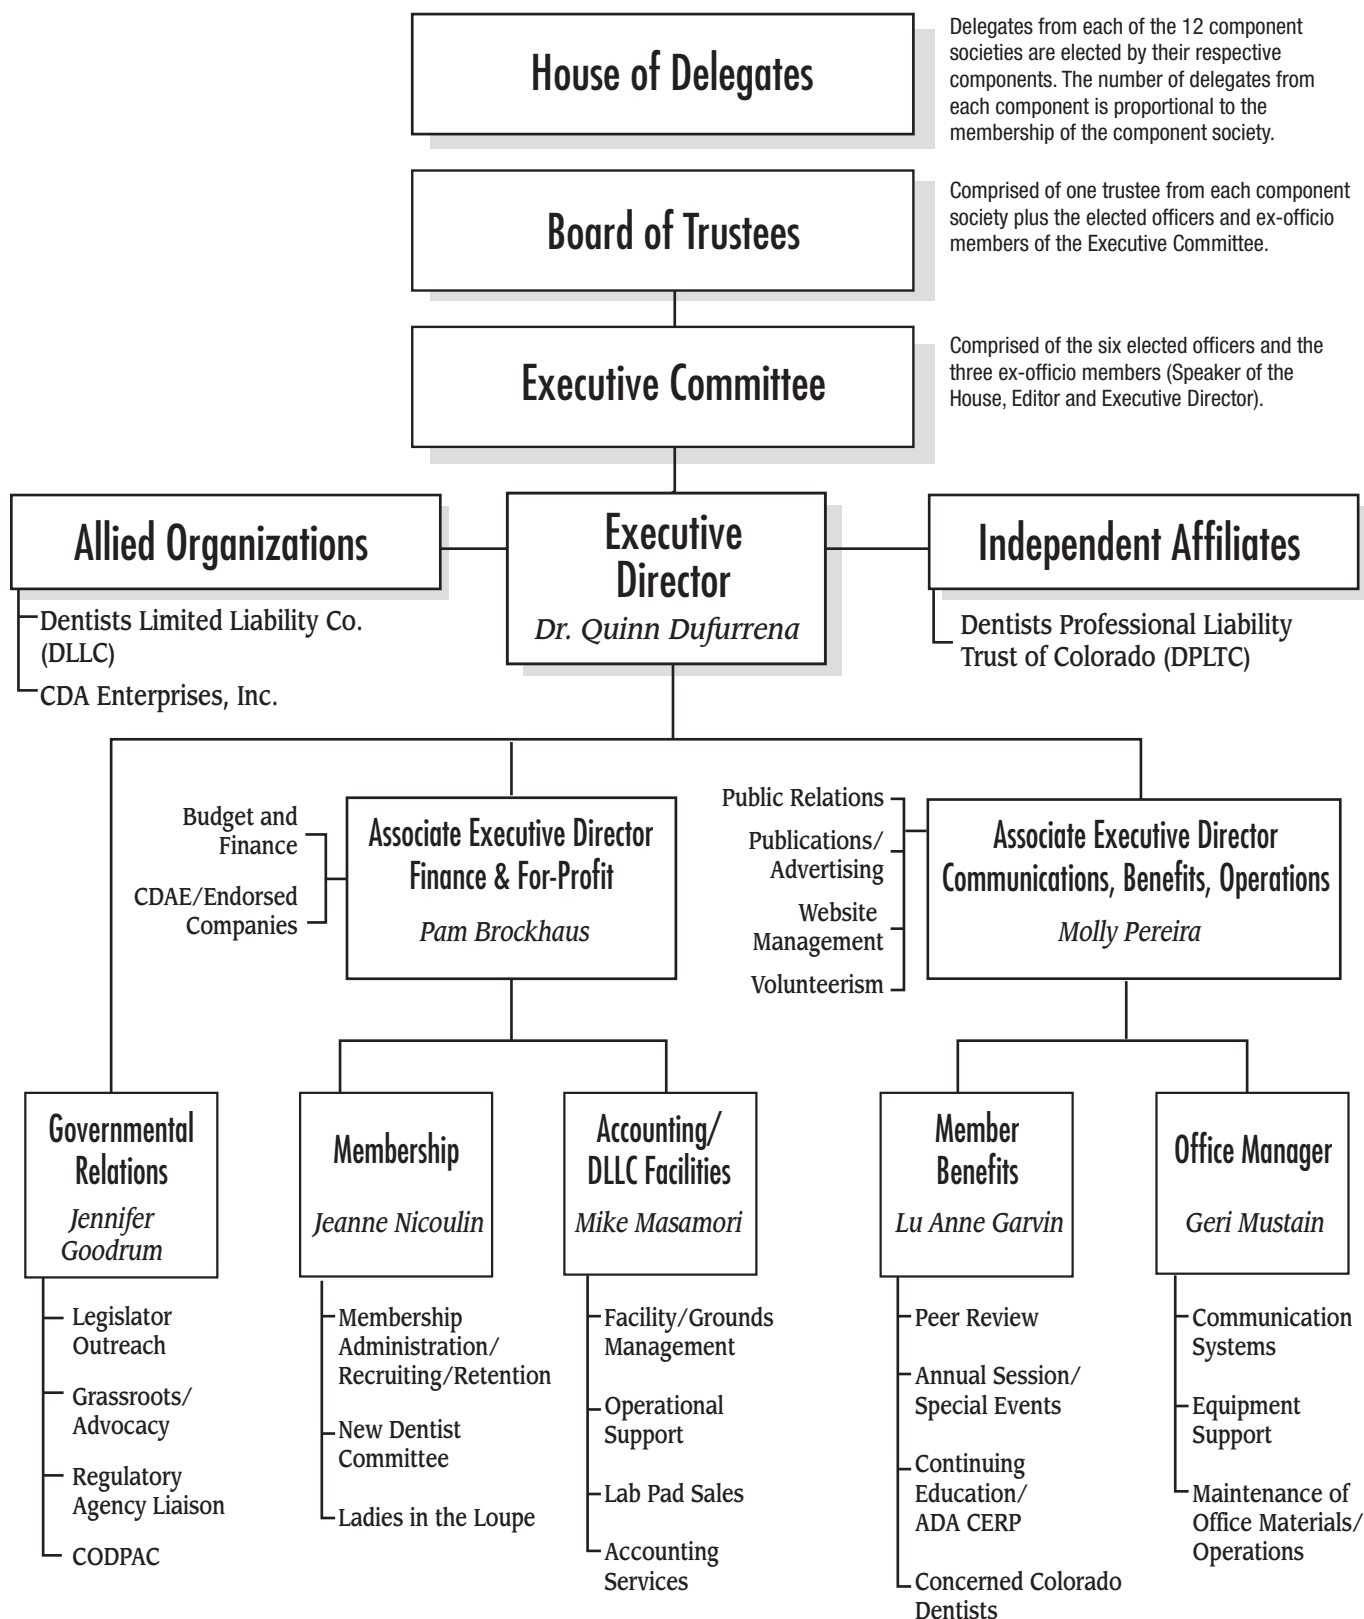 House of Delegates
Delegates from each of the 12 component
societies are elected by their respective
components. The number of delegates from
each component is proportional to the
membership of the component society.
Board of Trustees
Comprised of one trustee from each component
society plus the elected officers and ex-officio
members of the Executive Committee.
Executive Committee
Comprised of the six elected officers and the
three ex-officio members (Speaker of the
House, Editor and Executive Director).
Allied Organizations
Dentists Limited Liability Co.
(DLLC)
CDA Enterprises, Inc.
Executive
Director
Dr. Quinn Dufurrena
Independent Affiliates
Dentists Professional Liability
Trust of Colorado (DPLTC)
Budget and
Finance
CDAE/Endorsed
Companies
Associate Executive Director
Finance & For-Profit
Pam Brockhaus
Public Relations
Publications/
Advertising
Website
Management
Volunteerism
Associate Executive Director
Communications, Benefits, Operations
Molly Pereira
Governmental
Relations
Jennifer
Goodrum
Legislator
Outreach
Grassroots/
Advocacy
Regulatory
Agency Liaison
CODPAC
Membership
Jeanne Nicoulin
Membership
Administration/
Recruiting/Retention
New Dentist
Committee
Ladies in the Loupe
Accounting/
DLLC Facilities
Mike Masamori
Facility/Grounds
Management
Operational
Support
Lab Pad Sales
Accounting
Services
Member
Benefits
Lu Anne Garvin
Peer Review
Annual Session/
Special Events
Continuing
Education/
ADA CERP
Concerned Colorado
Dentists
Office Manager
Geri Mustain
Communication
Systems
Equipment
Support
Maintenance of
Office Materials/
Operations